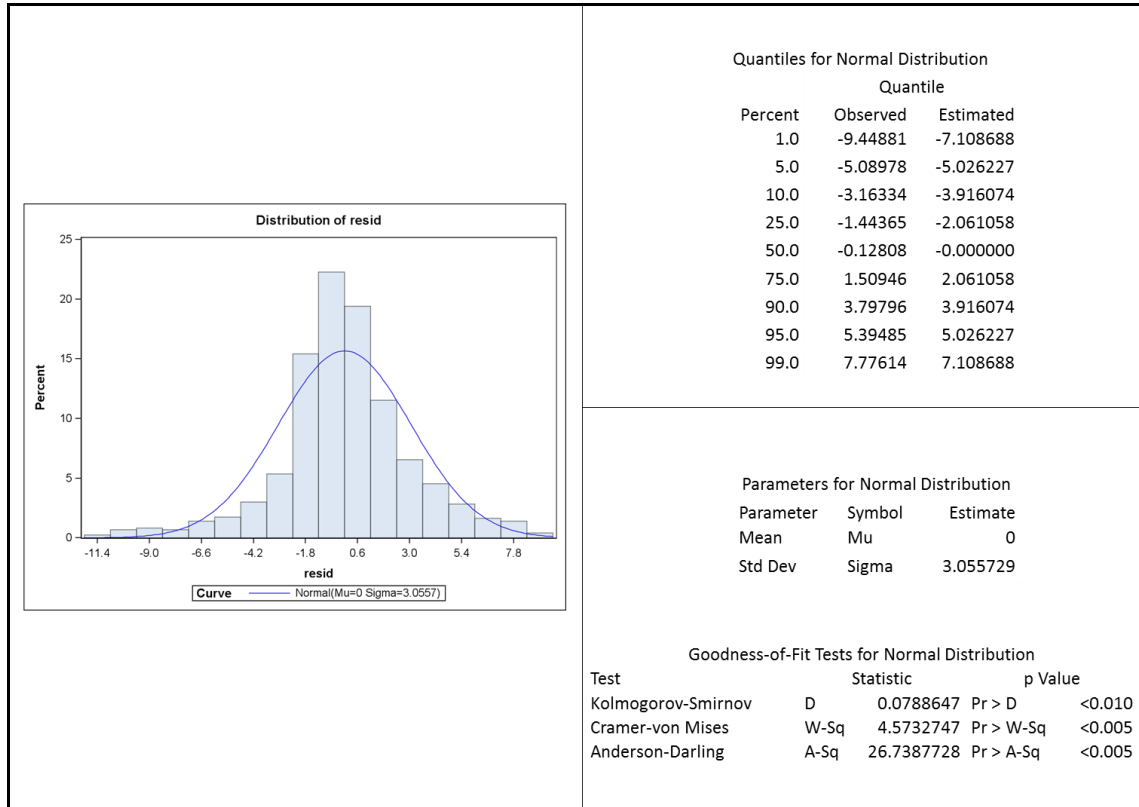 Distribution of resid
25
20
15
10
5
0
Percent
-11.4 -9.0 -6.6 -4.2 -1.8 0.6 3.0 5.4 7.8
resid
Curve Normal(Mu=0 Sigma=3.0557)
Quantiles for Normal Distribution
Quantile
Percent Observed Estimated
1.0 -9.44881 -7.108688
5.0 -5.08978 -5.026227
10.0 -3.16334 -3.916074
25.0 -1.44365 -2.061058
50.0 -0.12808 -0.000000
75.0 1.50946 2.061058
90.0 3.79796 3.916074
95.0 5.39485 5.026227
99.0 7.77614 7.108688
Parameters for Normal Distribution
Parameter Symbol Estimate
Mean Mu 0
Std Dev Sigma 3.055729
Goodness-of-Fit Tests for Normal Distribution
Test Statistic p Value
Kolmogorov-Smirnov D 0.0788647 Pr > D <0.010
Cramer-von Mises W-Sq 4.5732747 Pr > W-Sq <0.005
Anderson-Darling A-Sq 26.7387728 Pr > A-Sq <0.005